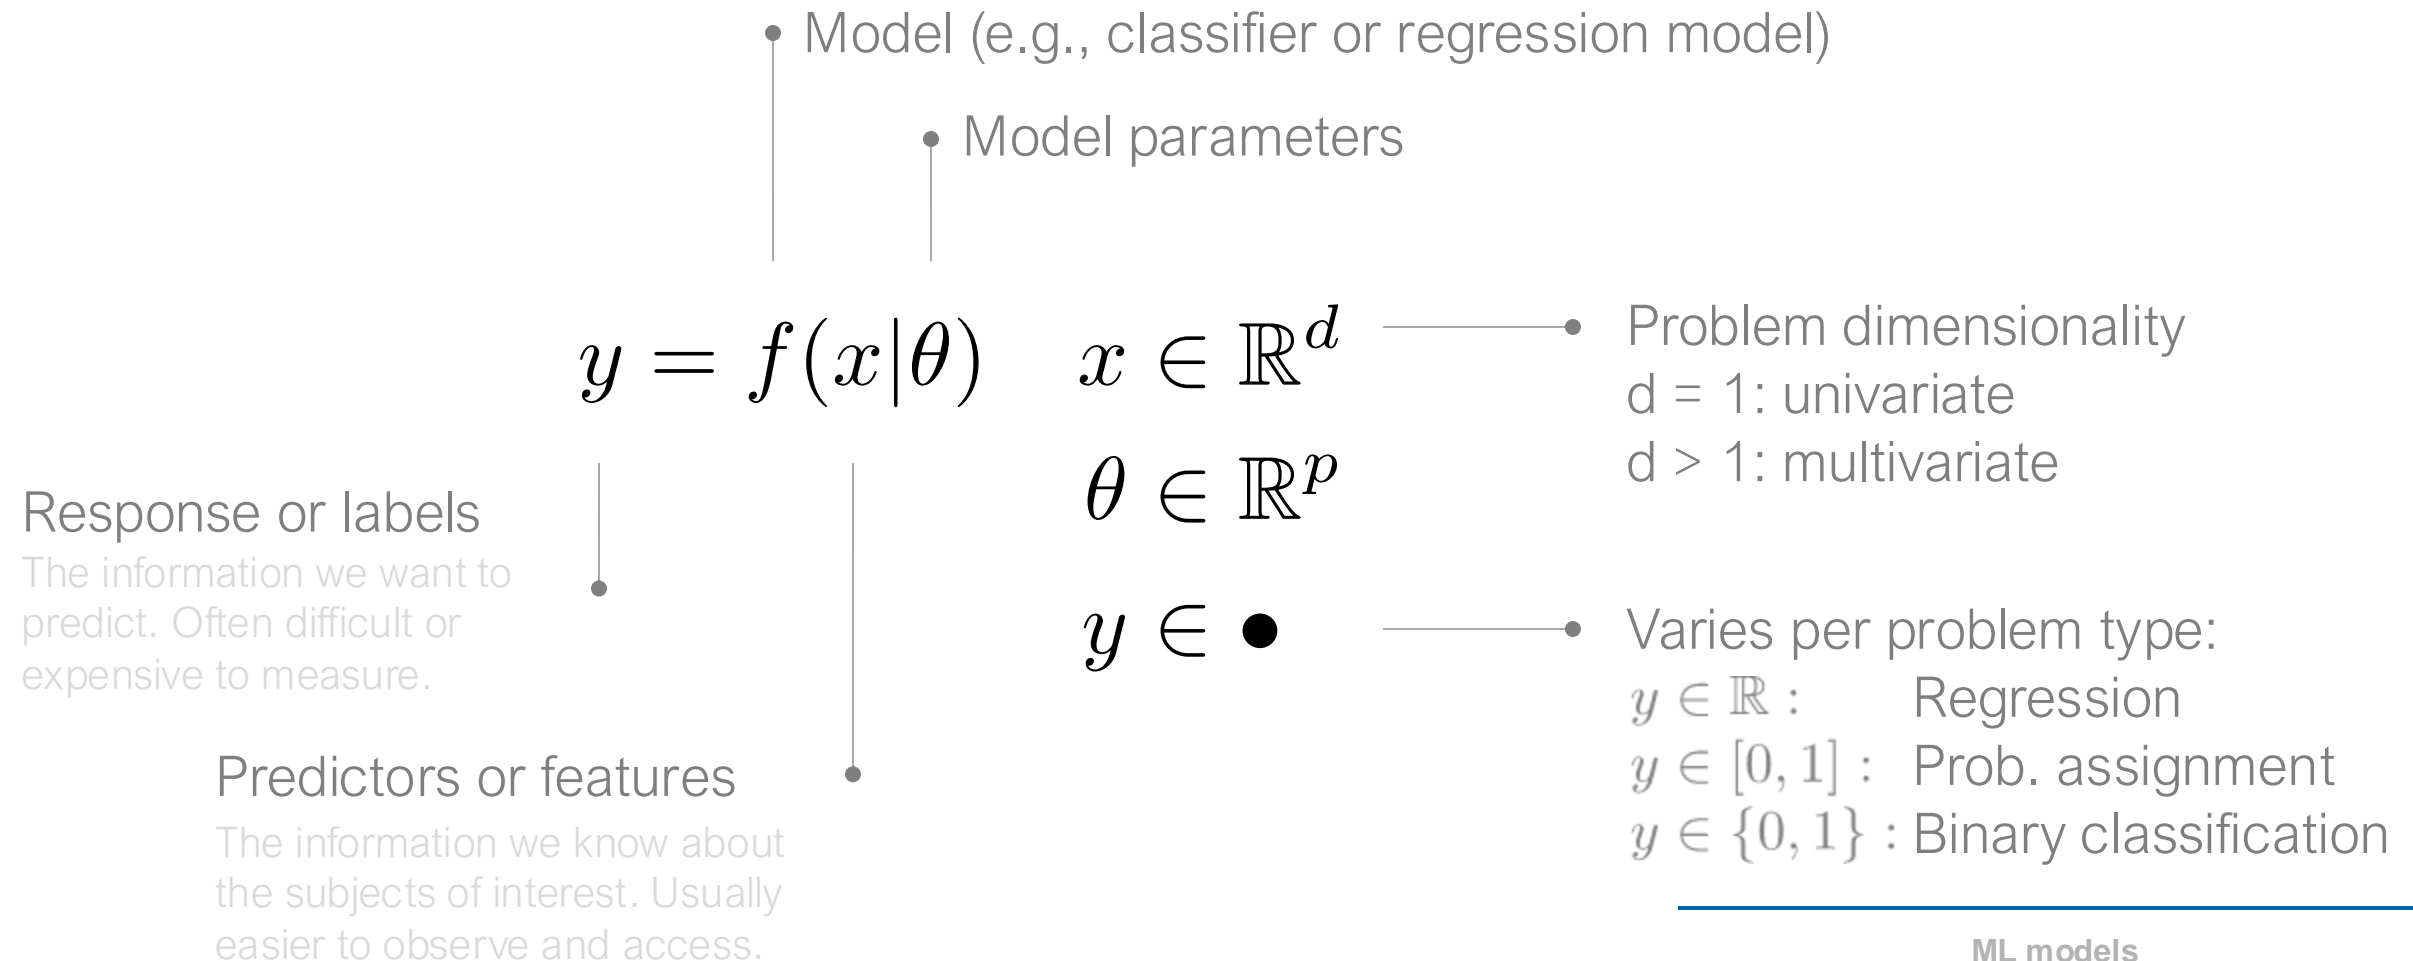 Model (e.g., classifier or regression model)
Model parameters
y = f(x|θ)
x ∈ ℝ^d
Problem dimensionality
d = 1: univariate
d > 1: multivariate
θ ∈ ℝ^p
Response or labels
The information we want to
predict. Often difficult or
expensive to measure.
y ∈ •
Varies per problem type:
y ∈ ℝ : Regression
y ∈ [0, 1] : Prob. assignment
y ∈ {0, 1} : Binary classification
Predictors or features
The information we know about
the subjects of interest. Usually
easier to observe and access.
ML models